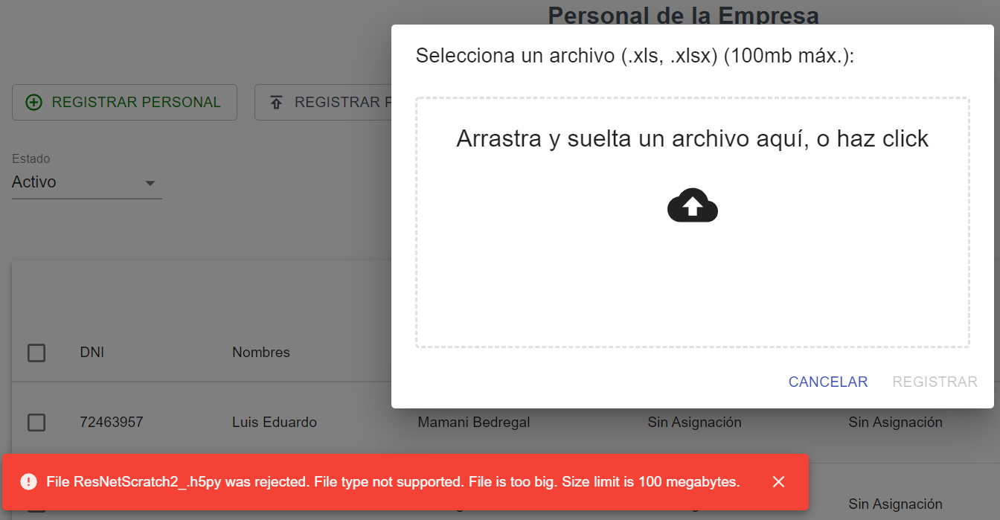 Personal de la Empresa
Selecciona un archivo (.xls, .xlsx) (100mb máx.):
REGISTRAR PERSONAL
REGISTRAR
Arrastra y suelta un archivo aquí, o haz click
Estado
Activo
DNI Nombres
CANCELAR REGISTRAR
72463957 Luis Eduardo Mamani Bedregal Sin Asignación Sin Asignación
File ResNetScratch2_.h5py was rejected. File type not supported. File is too big. Size limit is 100 megabytes.
Sin Asignación